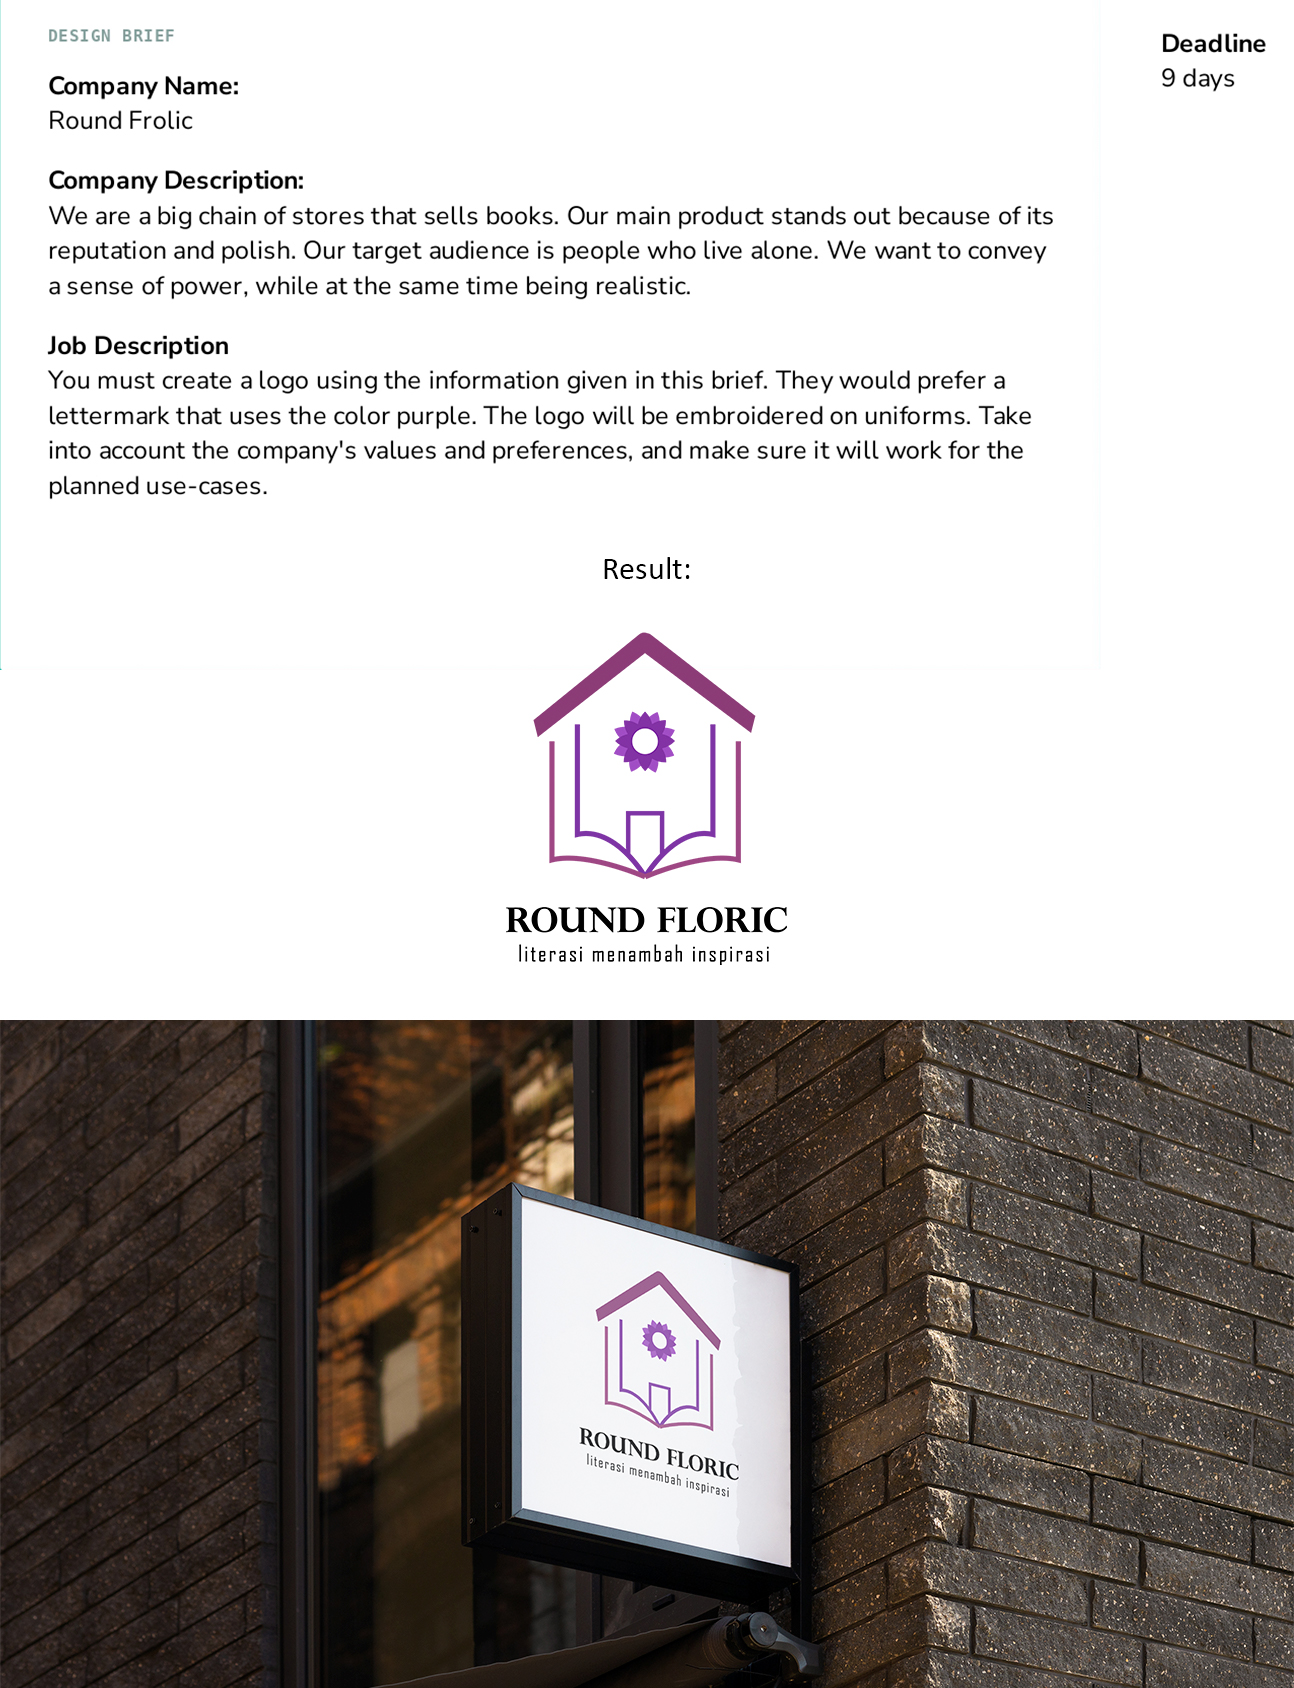 DESIGN BRIEF
Deadline
9 days
Company Name:
Round Frolic
Company Description:
We are a big chain of stores that sells books. Our main product stands out because of its
reputation and polish. Our target audience is people who live alone. We want to convey
a sense of power, while at the same time being realistic.
Job Description
You must create a logo using the information given in this brief. They would prefer a
lettermark that uses the color purple. The logo will be embroidered on uniforms. Take
into account the company's values and preferences, and make sure it will work for the
planned use-cases.
Result:
ROUND FLORIC
literasi menambah inspirasi
ROUND FLORIC
literasi menambah inspirasi